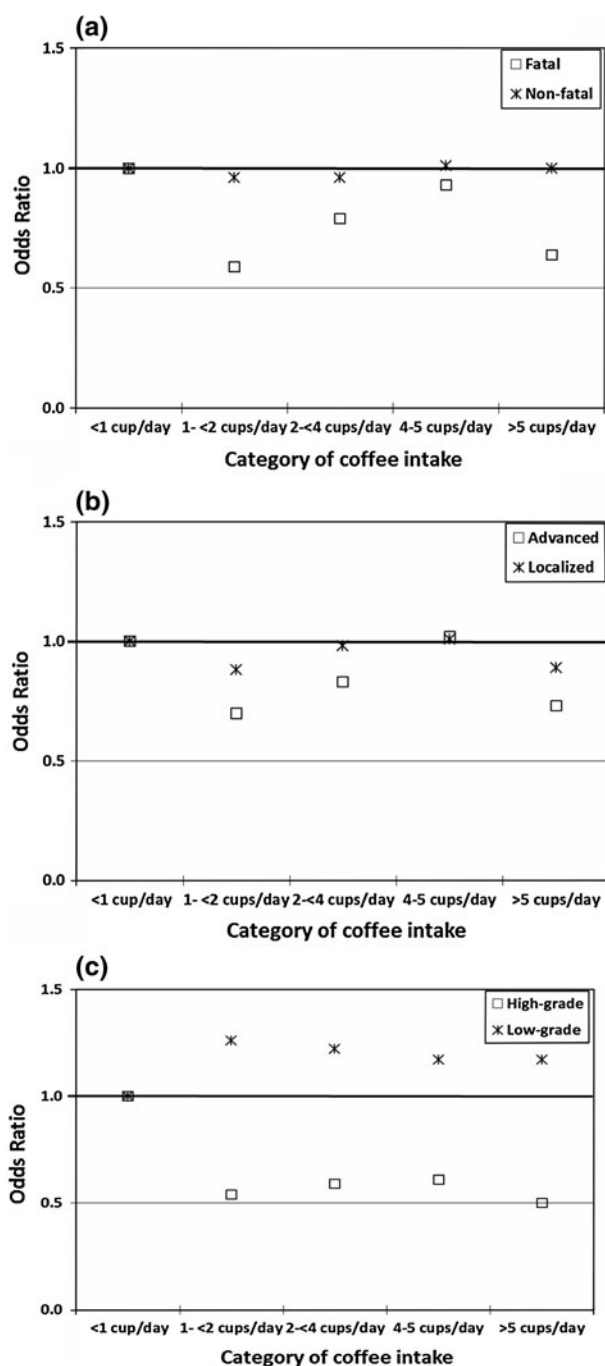 (a)
1.5
Fatal
Non-fatal
1.0
Odds Ratio
0.5
0.0
<1 cup/day 1- <2 cups/day 2-<4 cups/day 4-5 cups/day >5 cups/day
Category of coffee intake
(b)
1.5
Advanced
Localized
1.0
Odds Ratio
0.5
0.0
<1 cup/day 1- <2 cups/day 2-<4 cups/day 4-5 cups/day >5 cups/day
Category of coffee intake
(c)
1.5
High-grade
Low-grade
1.0
Odds Ratio
0.5
0.0
<1 cup/day 1- <2 cups/day 2-<4 cups/day 4-5 cups/day >5 cups/day
Category of coffee intake